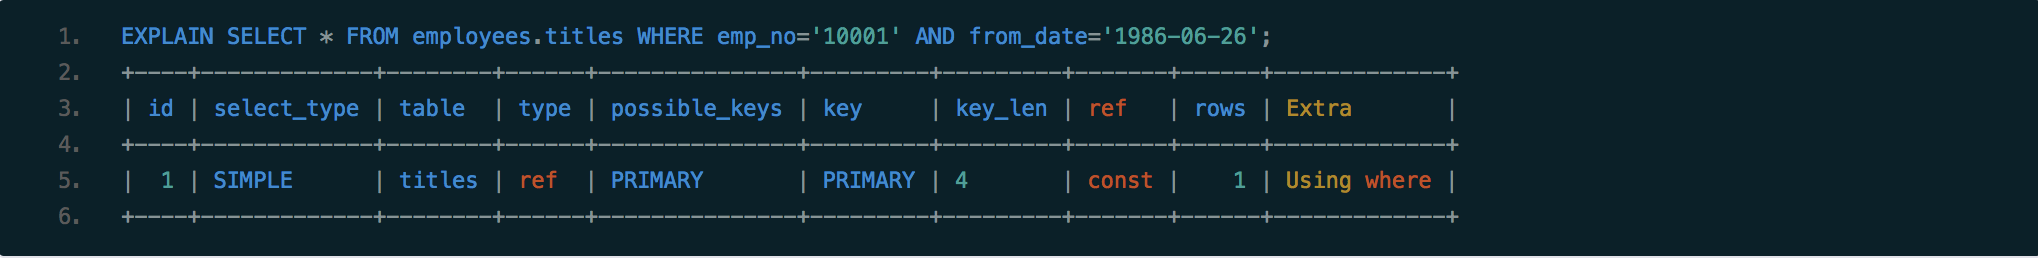 1. EXPLAIN SELECT * FROM employees.titles WHERE emp_no='10001' AND from_date='1986-06-26';
2. +----+-------------+--------+------+---------------+---------+---------+-------+------+-------------+
3. | id | select_type | table  | type | possible_keys | key     | key_len | ref   | rows | Extra       |
4. +----+-------------+--------+------+---------------+---------+---------+-------+------+-------------+
5. |  1 | SIMPLE      | titles | ref  | PRIMARY       | PRIMARY | 4       | const |    1 | Using where |
6. +----+-------------+--------+------+---------------+---------+---------+-------+------+-------------+